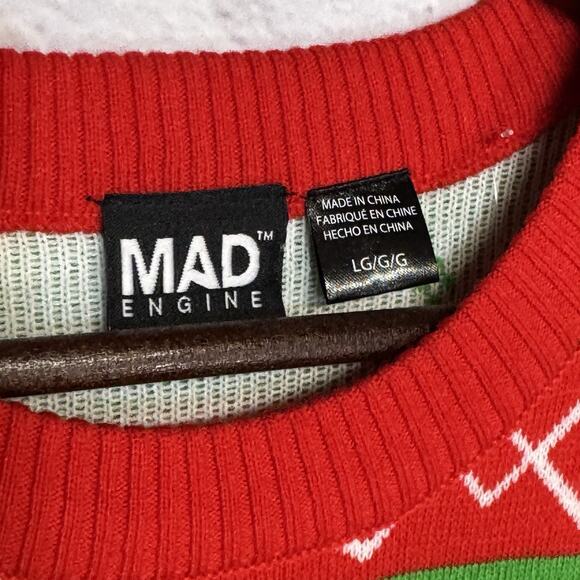 MAD™
ENGINE
MADE IN CHINA
FABRIQUÉ EN CHINE
HECHO EN CHINA
LG/G/G